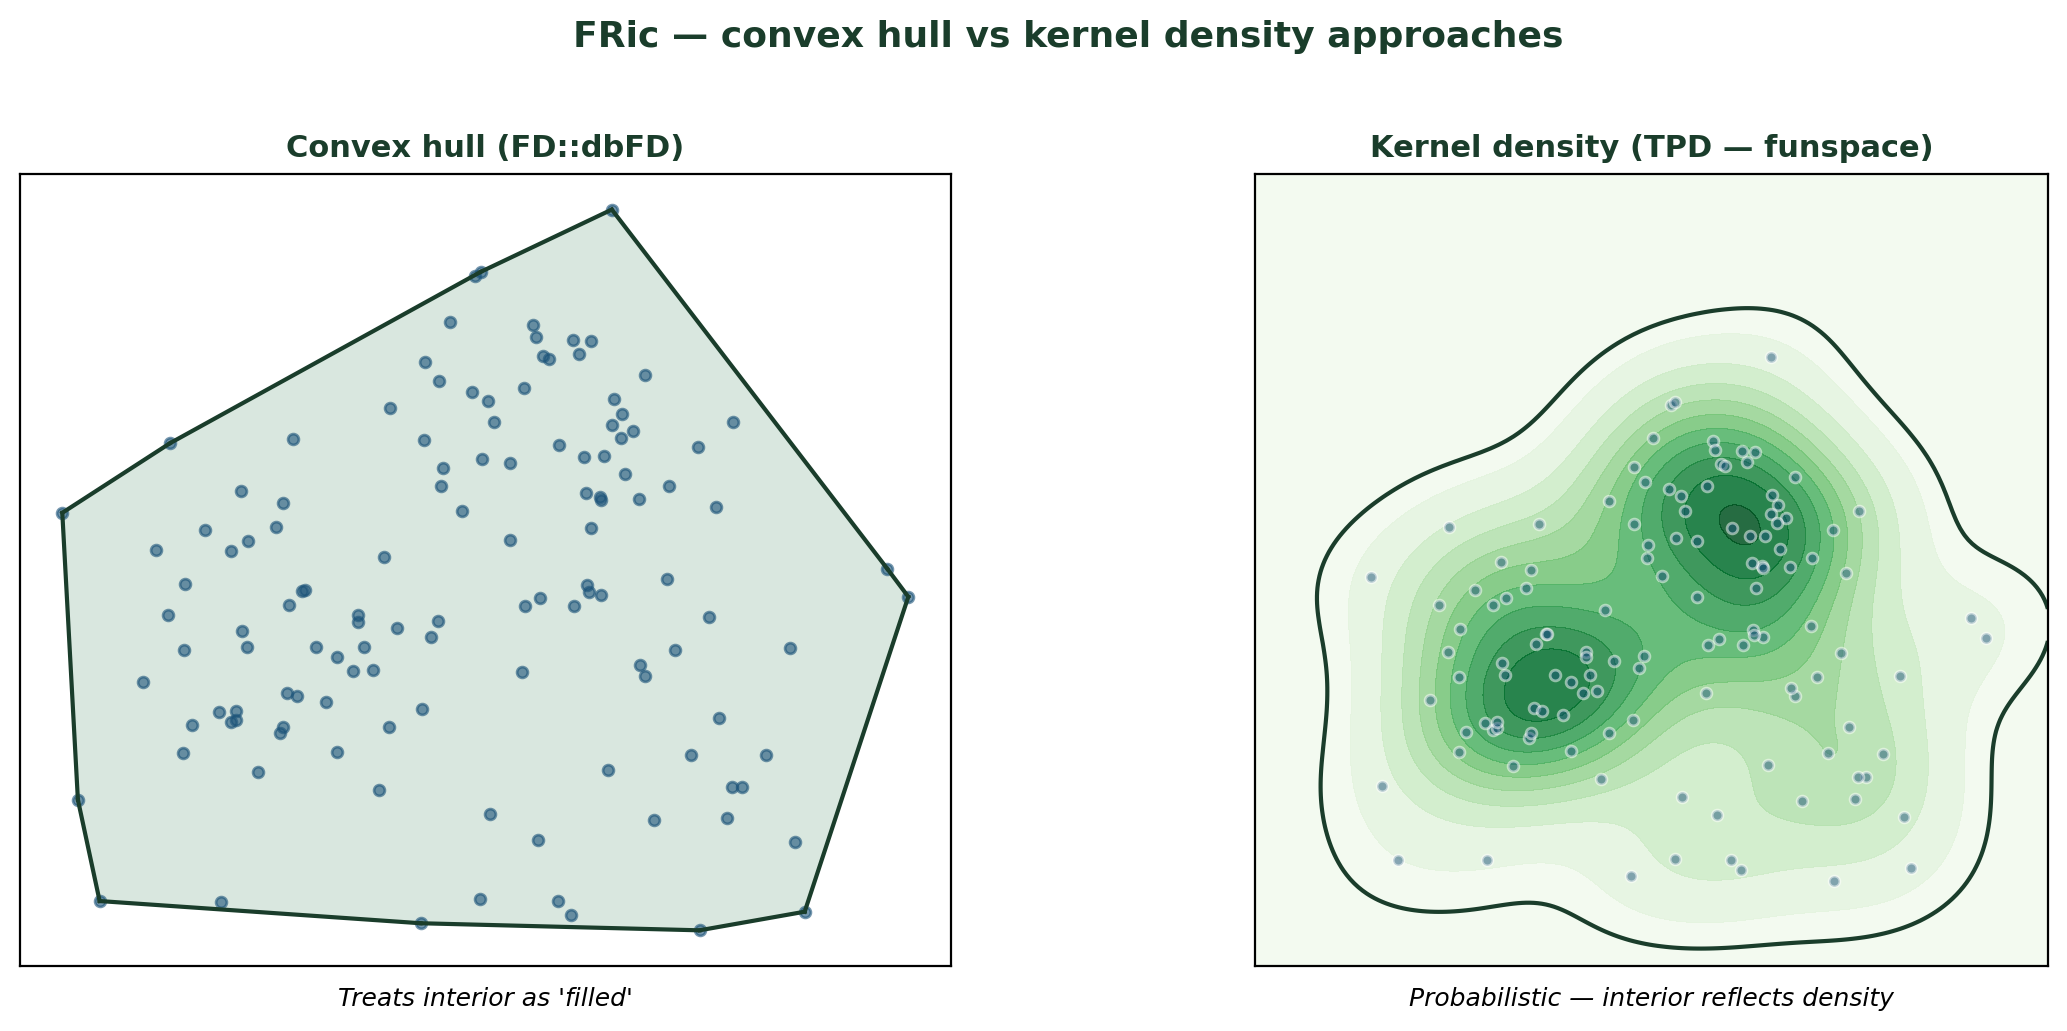 FRic — convex hull vs kernel density approaches
Convex hull (FD::dbFD)
Kernel density (TPD — funspace)
Treats interior as 'filled'
Probabilistic — interior reflects density